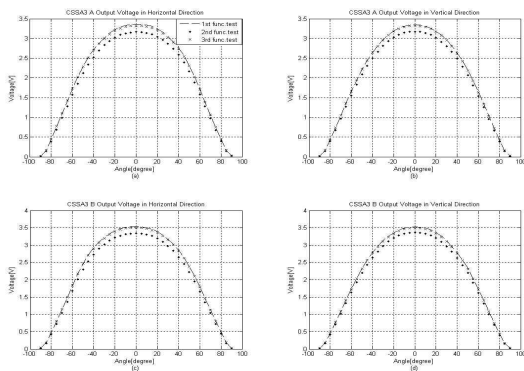 CSSA3 A Output Voltage in Horizontal Direction
3.5
3
2.5
2
1.5
1
0.5
0
Voltage[V]
1st func.test
2nd func.test
3rd func.test
-100 -80 -60 -40 -20 0 20 40 60 80 100
Angle[degree]
(a)
CSSA3 A Output Voltage in Vertical Direction
3.5
3
2.5
2
1.5
1
0.5
0
Voltage[V]
-100 -80 -60 -40 -20 0 20 40 60 80 100
Angle[degree]
(b)
CSSA3 B Output Voltage in Horizontal Direction
4
3.5
3
2.5
2
1.5
1
0.5
0
Voltage[V]
-100 -80 -60 -40 -20 0 20 40 60 80 100
Angle[degree]
(c)
CSSA3 B Output Voltage in Vertical Direction
4
3.5
3
2.5
2
1.5
1
0.5
0
Voltage[V]
-100 -80 -60 -40 -20 0 20 40 60 80 100
Angle[degree]
(d)